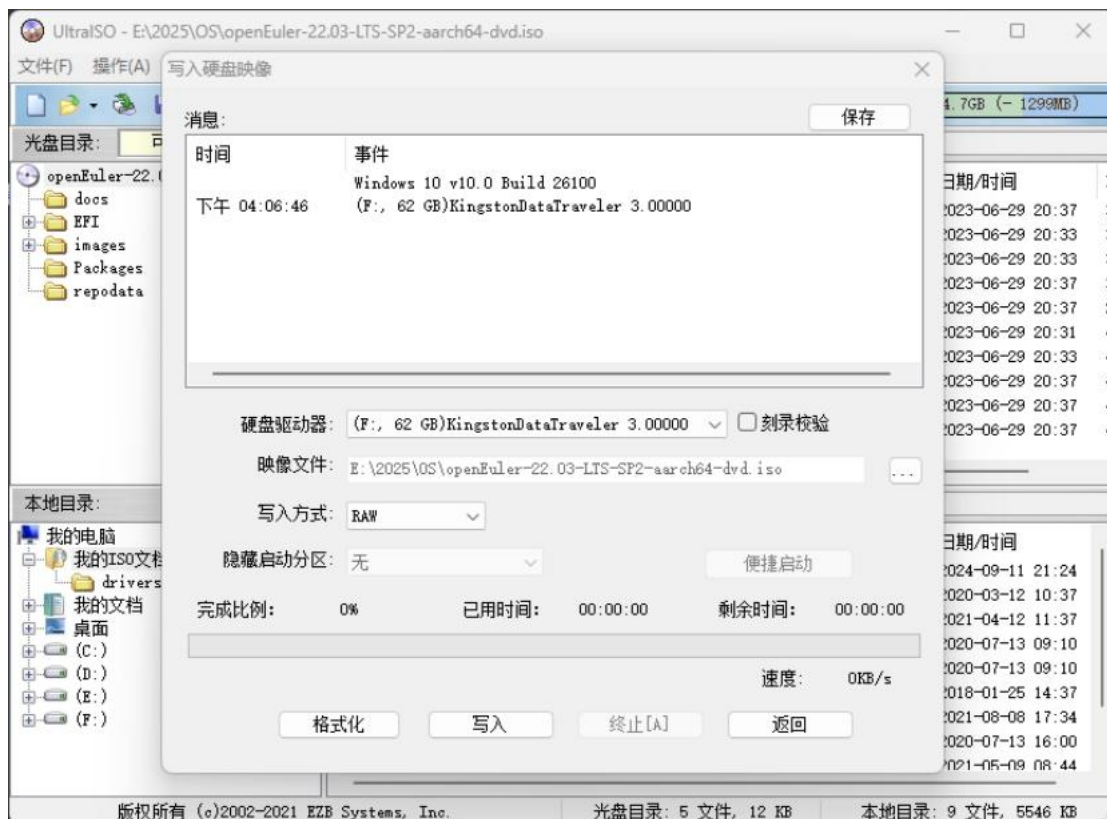 UltraISO - E:\2025\OS\openEuler-22.03-LTS-SP2-aarch64-dvd.iso
文件(F) 操作(A)
写入硬盘映像
4.7GB (- 1299MB)
光盘目录: 可
消息:
保存
时间 事件
Windows 10 v10.0 Build 26100
下午 04:06:46 (F:, 62 GB)KingstonDataTraveler 3.00000
openEuler-22.0
docs
EFI
images
Packages
repodata
日期/时间
2023-06-29 20:37
2023-06-29 20:33
2023-06-29 20:33
2023-06-29 20:37
2023-06-29 20:37
2023-06-29 20:31
2023-06-29 20:33
2023-06-29 20:37
2023-06-29 20:37
2023-06-29 20:37
硬盘驱动器: (F:, 62 GB)KingstonDataTraveler 3.00000 刻录校验
映像文件: E:\2025\OS\openEuler-22.03-LTS-SP2-aarch64-dvd.iso ...
写入方式: RAW
隐藏启动分区: 无 便捷启动
完成比例: 0% 已用时间: 00:00:00 剩余时间: 00:00:00
速度: 0KB/s
格式化 写入 终止[A] 返回
本地目录:
我的电脑
我的ISO文档
drivers
我的文档
桌面
(C:)
(D:)
(E:)
(F:)
日期/时间
2024-09-11 21:24
2020-03-12 10:37
2021-04-12 11:37
2020-07-13 09:10
2020-07-13 09:10
2018-01-25 14:37
2021-08-08 17:34
2020-07-13 16:00
2021-05-09 08:44
版权所有 (c)2002-2021 EZB Systems, Inc. 光盘目录: 5 文件, 12 KB 本地目录: 9 文件, 5546 KB